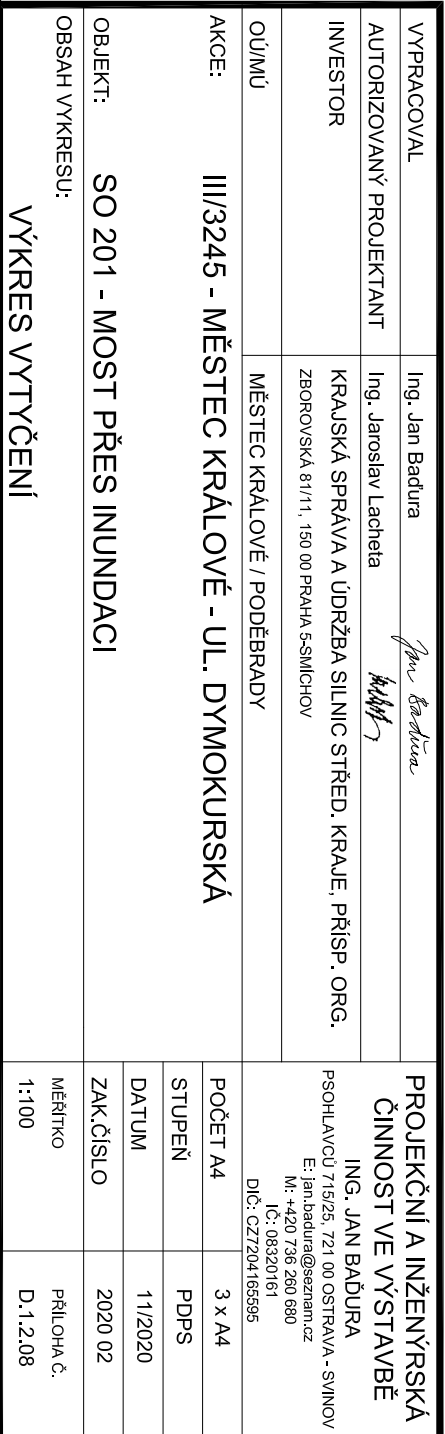 VYPRACOVAL
Ing. Jan Baďura
Jan Baďura
AUTORIZOVANÝ PROJEKTANT
Ing. Jaroslav Lacheta
INVESTOR
KRAJSKÁ SPRÁVA A ÚDRŽBA SILNIC STŘED. KRAJE, PŘÍSP. ORG.
ZBOROVSKÁ 81/11, 150 00 PRAHA 5-SMÍCHOV
OÚ/MÚ
MĚSTEC KRÁLOVÉ / PODĚBRADY
PROJEKČNÍ A INŽENÝRSKÁ
ČINNOST VE VÝSTAVBĚ
ING. JAN BAĎURA
PSOHLAVCŮ 715/25, 721 00 OSTRAVA - SVINOV
E: jan.badura@seznam.cz
M: +420 736 260 680
IČ: 08320161
DIČ: CZ7204165595
AKCE:
III/3245 - MĚSTEC KRÁLOVÉ - UL. DYMOKURSKÁ
OBJEKT:
SO 201 - MOST PŘES INUNDACI
OBSAH VÝKRESU:
VÝKRES VYTYČENÍ
POČET A4
3 x A4
STUPEŇ
PDPS
DATUM
11/2020
ZAK.ČÍSLO
2020 02
MĚŘÍTKO
1:100
PŘÍLOHA Č.
D.1.2.08